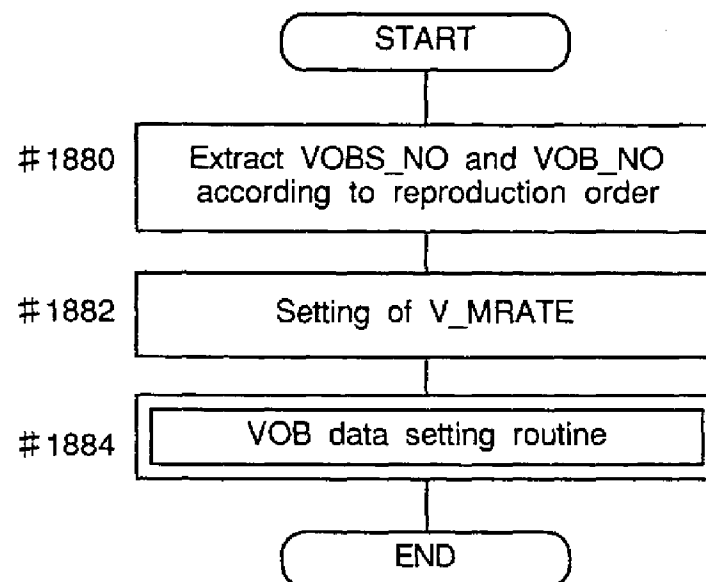 START
#1880
Extract VOBS_NO and VOB_NO
according to reproduction order
#1882
Setting of V_MRATE
#1884
VOB data setting routine
END